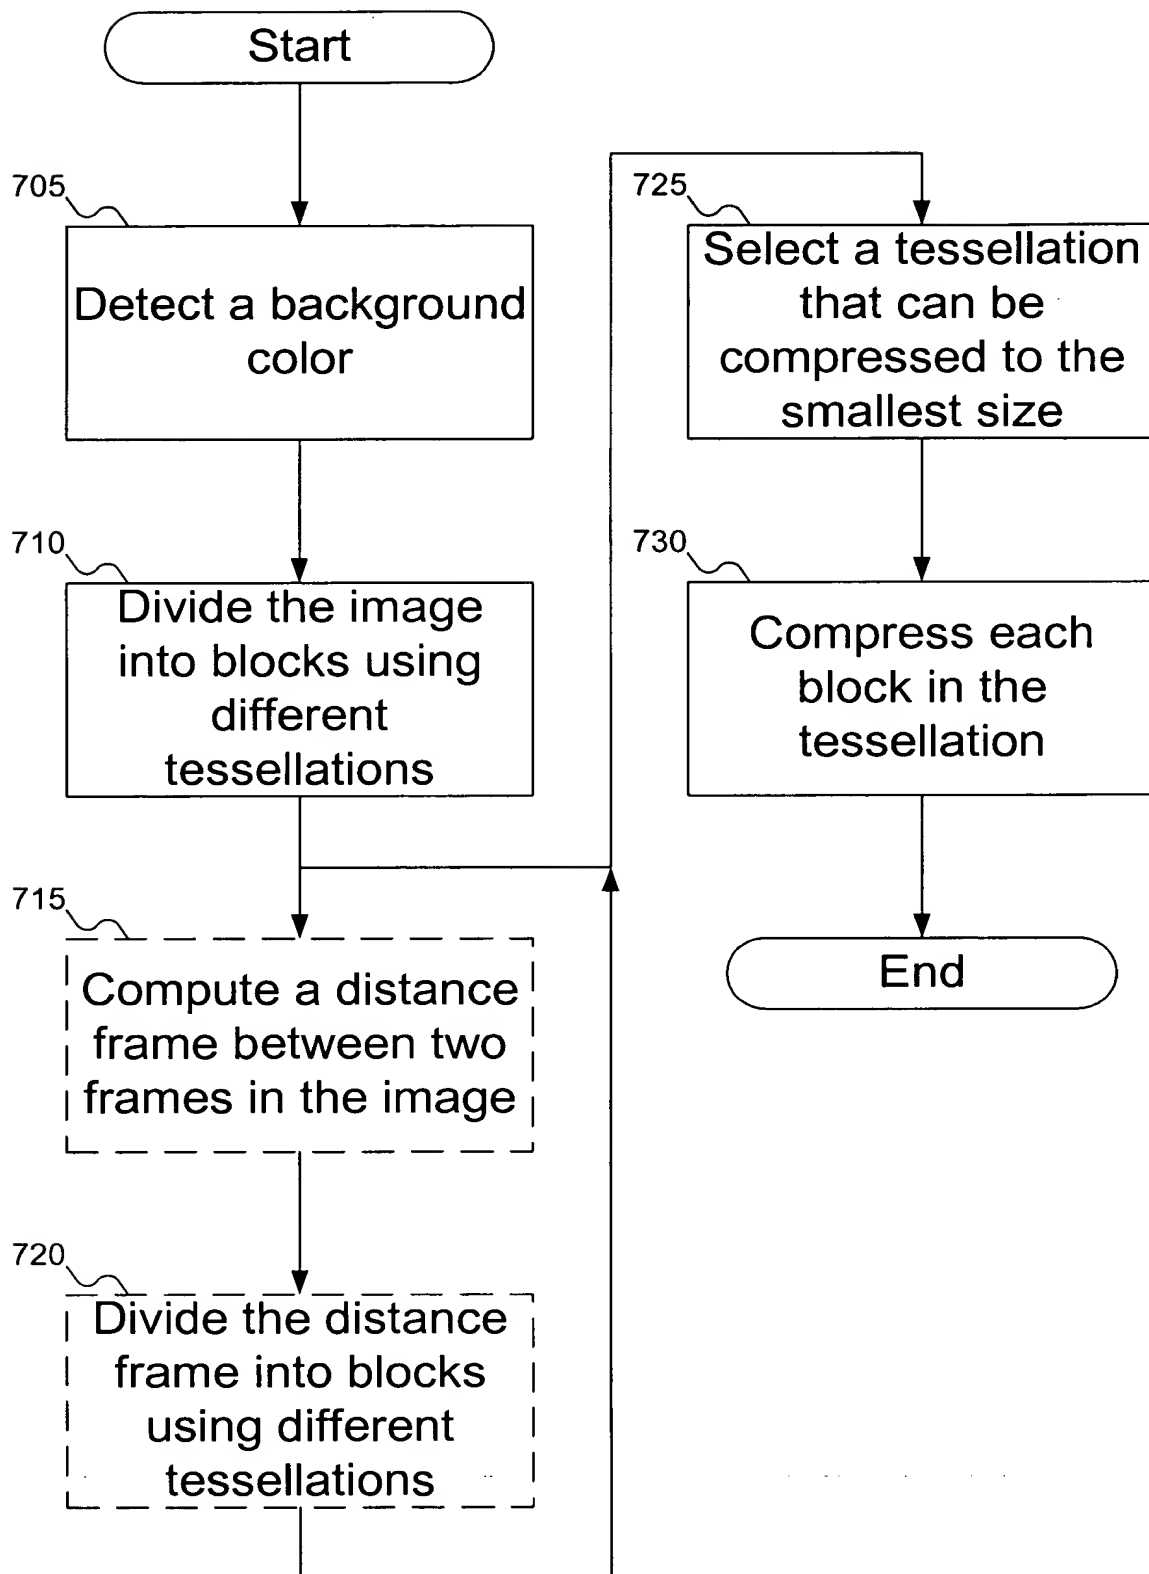 Start
705
Detect a background
color
710
Divide the image
into blocks using
different
tessellations
715
Compute a distance
frame between two
frames in the image
720
Divide the distance
frame into blocks
using different
tessellations
725
Select a tessellation
that can be
compressed to the
smallest size
730
Compress each
block in the
tessellation
End